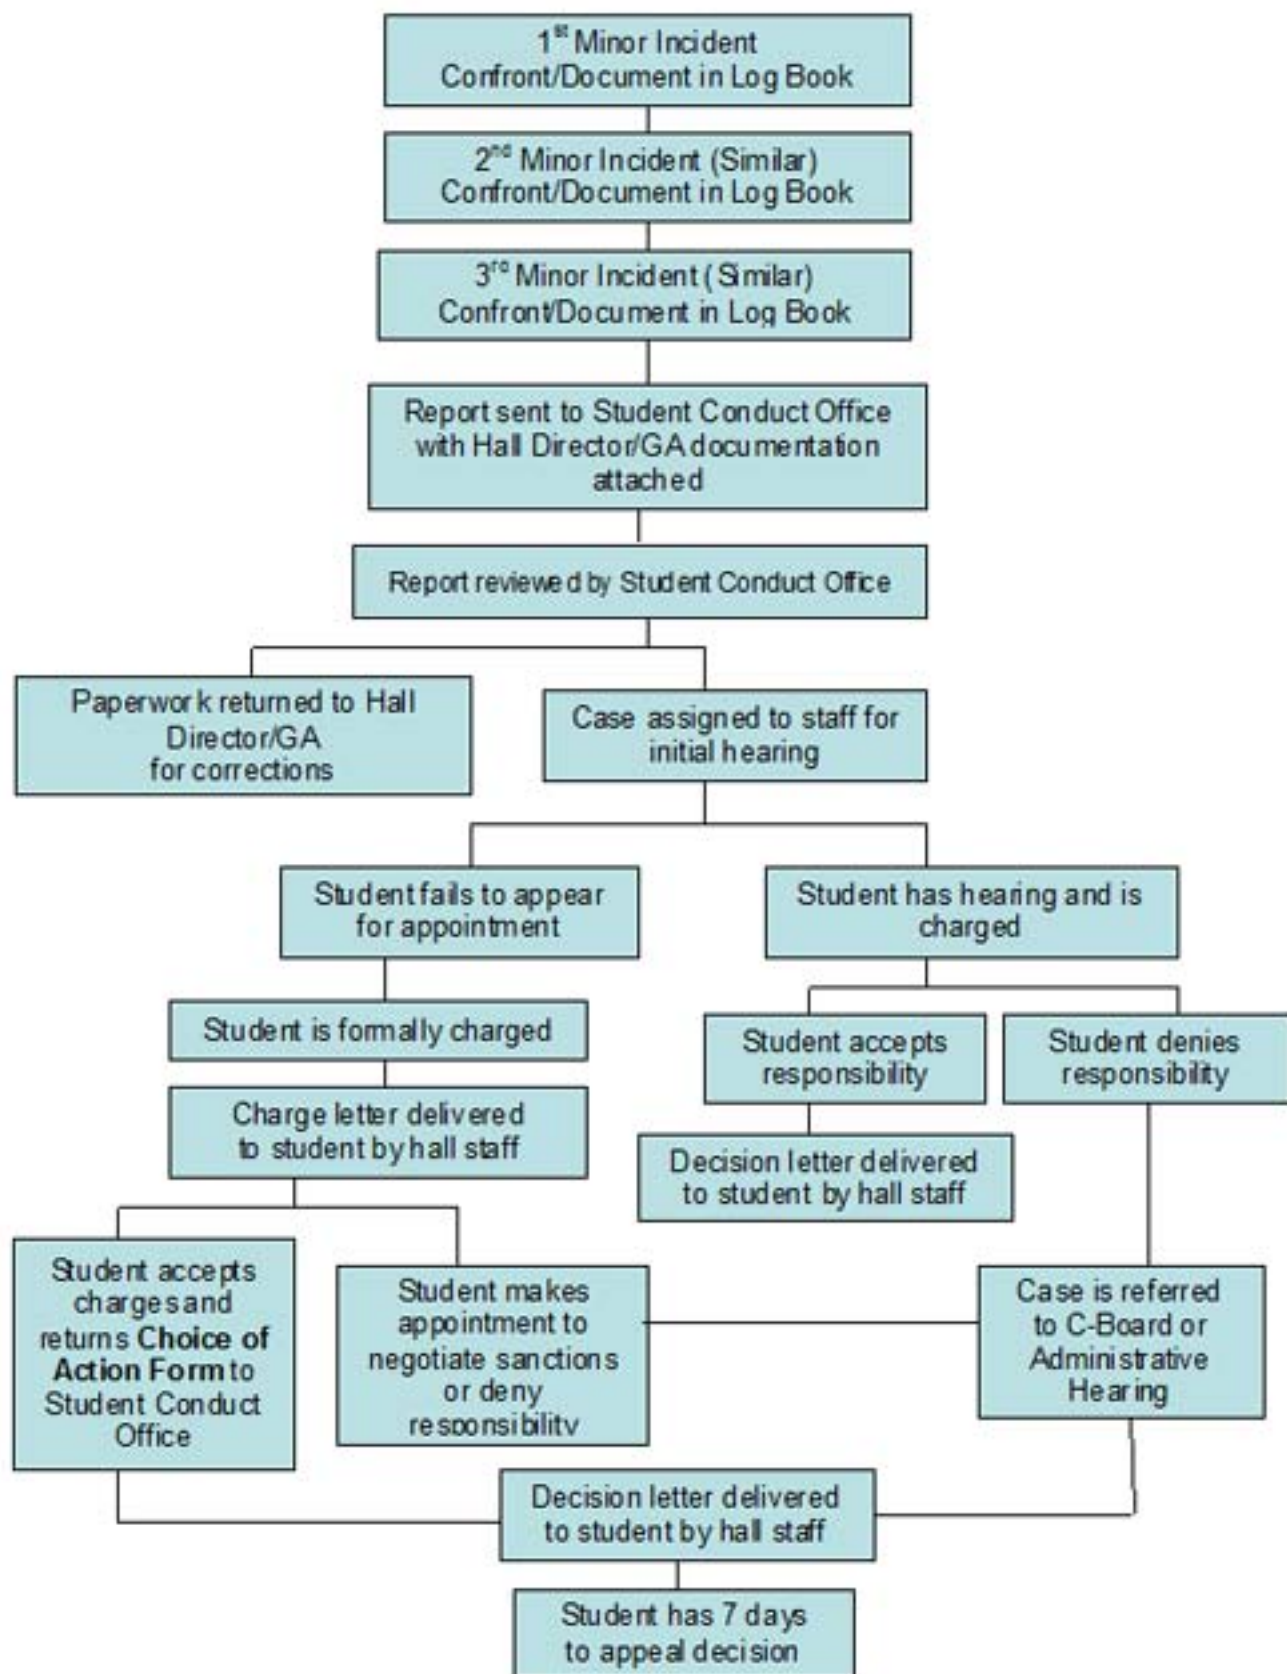 1st Minor Incident
Confront/Document in Log Book
2nd Minor Incident (Similar)
Confront/Document in Log Book
3rd Minor Incident (Similar)
Confront/Document in Log Book
Report sent to Student Conduct Office
with Hall Director/GA documentation
attached
Report reviewed by Student Conduct Office
Paperwork returned to Hall
Director/GA
for corrections
Case assigned to staff for
initial hearing
Student fails to appear
for appointment
Student has hearing and is
charged
Student is formally charged
Student accepts
responsibility
Student denies
responsibility
Charge letter delivered
to student by hall staff
Decision letter delivered
to student by hall staff
Student accepts
charges and
returns Choice of
Action Form to
Student Conduct
Office
Student makes
appointment to
negotiate sanctions
or deny
responsibility
Case is referred
to C-Board or
Administrative
Hearing
Decision letter delivered
to student by hall staff
Student has 7 days
to appeal decision